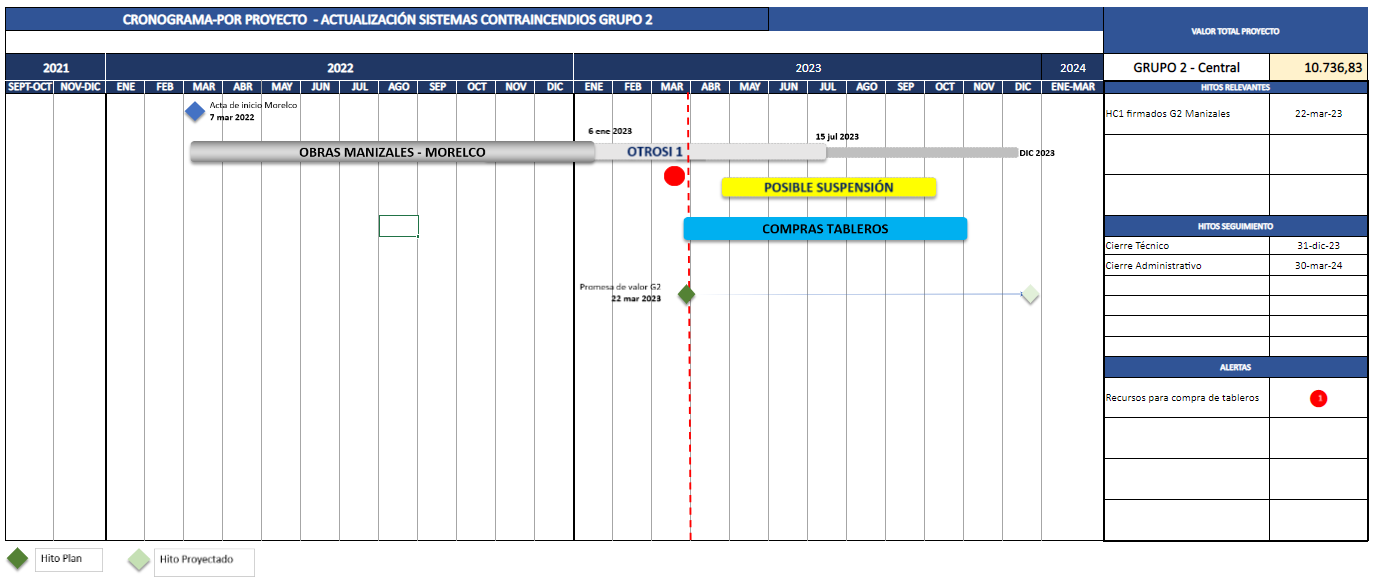 CRONOGRAMA-POR PROYECTO - ACTUALIZACIÓN SISTEMAS CONTRAINCENDIOS GRUPO 2
VALOR TOTAL PROYECTO
2021 2022 2023 2024
GRUPO 2 - Central 10.736,83
SEPT-OCT NOV-DIC ENE FEB MAR ABR MAY JUN JUL AGO SEP OCT NOV DIC ENE FEB MAR ABR MAY JUN JUL AGO SEP OCT NOV DIC ENE-MAR
HITOS RELEVANTES
Acta de inicio Morelco
7 mar 2022
HC1 firmados G2 Manizales 22-mar-23
6 ene 2023
15 jul 2023
OBRAS MANIZALES - MORELCO
OTROSI 1
DIC 2023
POSIBLE SUSPENSIÓN
COMPRAS TABLEROS
HITOS SEGUIMIENTO
Cierre Técnico 31-dic-23
Cierre Administrativo 30-mar-24
Promesa de valor G2
22 mar 2023
ALERTAS
Recursos para compra de tableros 1
Hito Plan
Hito Proyectado